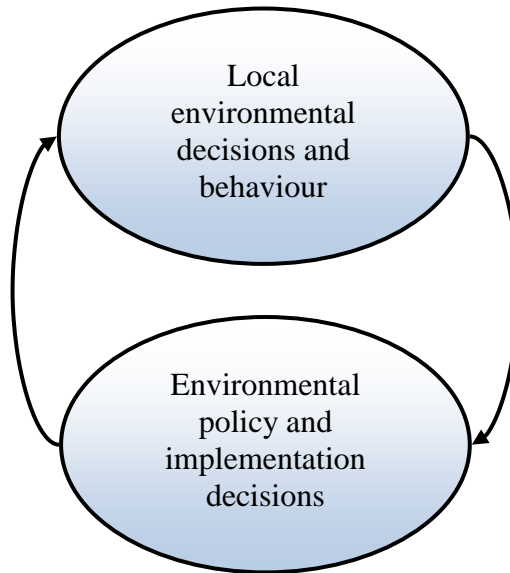 Local
environmental
decisions and
behaviour
Environmental
policy and
implementation
decisions